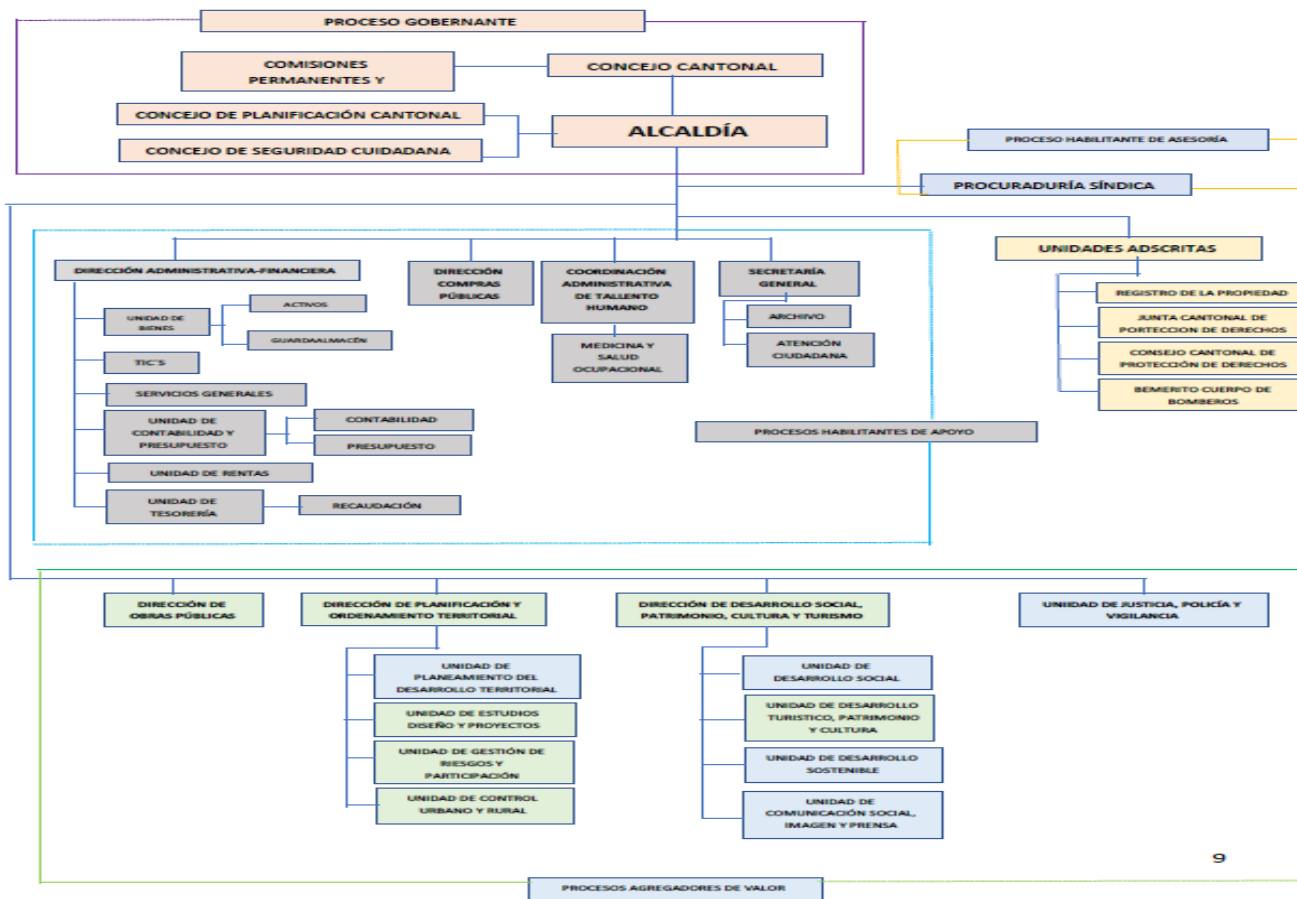 PROCESO GOBERNANTE
COMISIONES
PERMANENTES Y
CONCEJO CANTONAL
CONCEJO DE PLANIFICACIÓN CANTONAL
ALCALDÍA
CONCEJO DE SEGURIDAD CUIDADANA
PROCESO HABILITANTE DE ASESORÍA
PROCURADURÍA SÍNDICA
UNIDADES ADSCRITAS
REGISTRO DE LA PROPIEDAD
JUNTA CANTONAL DE
PORTECCION DE DERECHOS
CONSEJO CANTONAL DE
PROTECCIÓN DE DERECHOS
BEMERITO CUERPO DE
BOMBEROS
DIRECCIÓN ADMINISTRATIVA-FINANCIERA
UNIDAD DE
BIENES
ACTIVOS
GUARDAALMACÉN
TIC´S
SERVICIOS GENERALES
UNIDAD DE
CONTABILIDAD Y
PRESUPUESTO
CONTABILIDAD
PRESUPUESTO
UNIDAD DE RENTAS
UNIDAD DE
TESORERÍA
RECAUDACIÓN
DIRECCIÓN
COMPRAS
PÚBLICAS
COORDINACIÓN
ADMINISTRATIVA
DE TALLENTO
HUMANO
MEDICINA Y
SALUD
OCUPACIONAL
SECRETARÍA
GENERAL
ARCHIVO
ATENCIÓN
CIUDADANA
PROCESOS HABILITANTES DE APOYO
DIRECCIÓN DE
OBRAS PÚBLICAS
DIRECCIÓN DE PLANIFICACIÓN Y
ORDENAMIENTO TERRITORIAL
UNIDAD DE
PLANEAMIENTO DEL
DESARROLLO TERRITORIAL
UNIDAD DE ESTUDIOS
DISEÑO Y PROYECTOS
UNIDAD DE GESTIÓN DE
RIESGOS Y
PARTICIPACIÓN
UNIDAD DE CONTROL
URBANO Y RURAL
DIRECCIÓN DE DESARROLLO SOCIAL,
PATRIMONIO, CULTURA Y TURISMO
UNIDAD DE
DESARROLLO SOCIAL
UNIDAD DE DESARROLLO
TURISTICO, PATRIMONIO
Y CULTURA
UNIDAD DE DESARROLLO
SOSTENIBLE
UNIDAD DE
COMUNICACIÓN SOCIAL,
IMAGEN Y PRENSA
UNIIDAD DE JUSTICIA, POLICÍA Y
VIGILANCIA
9
PROCESOS AGREGADORES DE VALOR